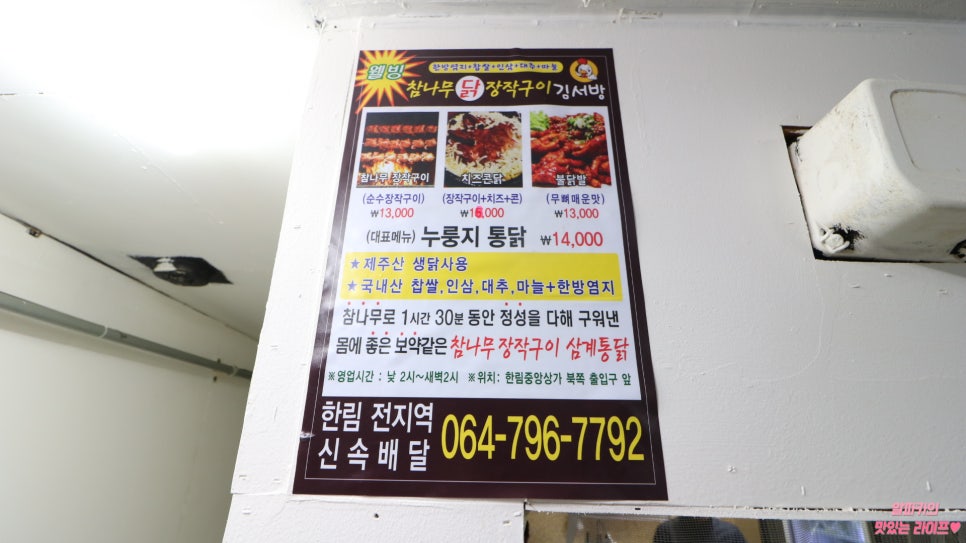 웰빙
한방염지+찹쌀+인삼+대추+마늘
참나무 닭 장작구이 김서방
참나무 장작구이
치즈콘닭
불닭발
(순수장작구이)
(장작구이+치즈+콘)
(무뼈매운맛)
₩13,000
₩16,000
₩13,000
(대표메뉴) 누룽지 통닭 ₩14,000
★제주산 생닭사용
★국내산 찹쌀,인삼,대추,마늘+한방염지
참나무로 1시간 30분 동안 정성을 다해 구워낸
몸에 좋은 보약같은 참나무 장작구이 삼계통닭
※영업시간 : 낮 2시~새벽2시 ※위치: 한림중앙상가 북쪽 출입구 앞
한림 전지역
신속배달
064-796-7792
맛있는 라이프♥